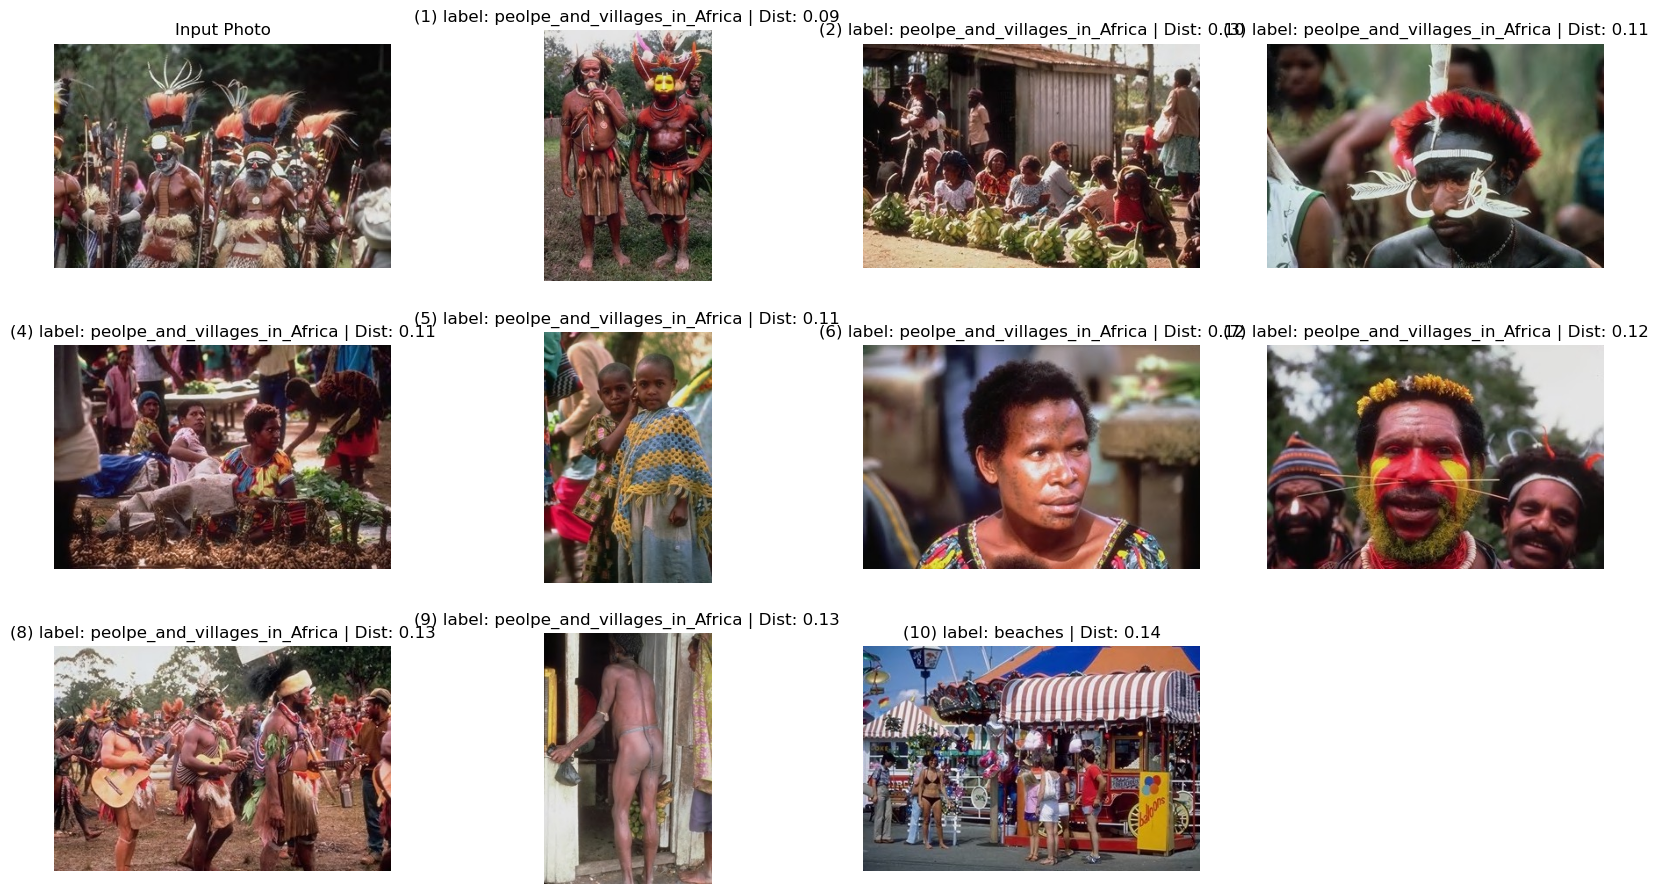 Input Photo
(1) label: peolpe_and_villages_in_Africa | Dist: 0.09
(2) label: peolpe_and_villages_in_Africa | Dist: 0.10
(3) label: peolpe_and_villages_in_Africa | Dist: 0.11
(4) label: peolpe_and_villages_in_Africa | Dist: 0.11
(5) label: peolpe_and_villages_in_Africa | Dist: 0.11
(6) label: peolpe_and_villages_in_Africa | Dist: 0.12
(7) label: peolpe_and_villages_in_Africa | Dist: 0.12
(8) label: peolpe_and_villages_in_Africa | Dist: 0.13
(9) label: peolpe_and_villages_in_Africa | Dist: 0.13
(10) label: beaches | Dist: 0.14
balloons